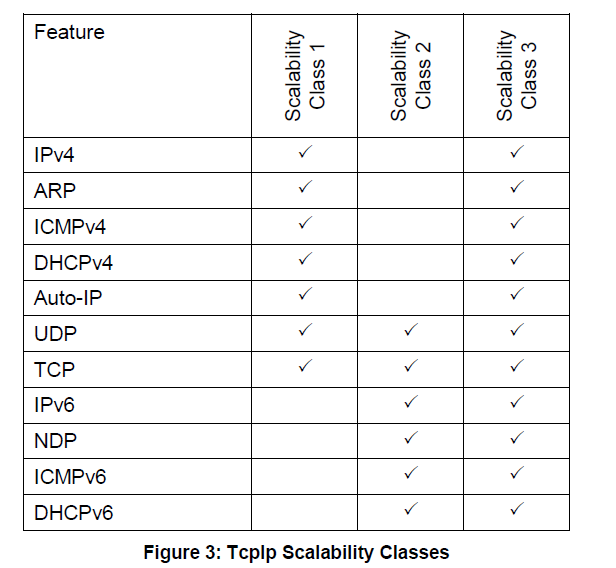 Feature
Scalability
Class 1
Scalability
Class 2
Scalability
Class 3
IPv4 ✓ ✓
ARP ✓ ✓
ICMPv4 ✓ ✓
DHCPv4 ✓ ✓
Auto-IP ✓ ✓
UDP ✓ ✓ ✓
TCP ✓ ✓ ✓
IPv6 ✓ ✓
NDP ✓ ✓
ICMPv6 ✓ ✓
DHCPv6 ✓ ✓
Figure 3: TcpIp Scalability Classes